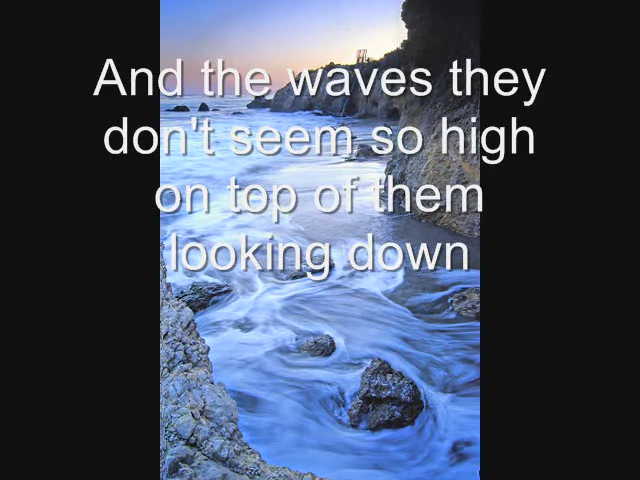 And the waves they
don't seem so high
on top of them
looking down